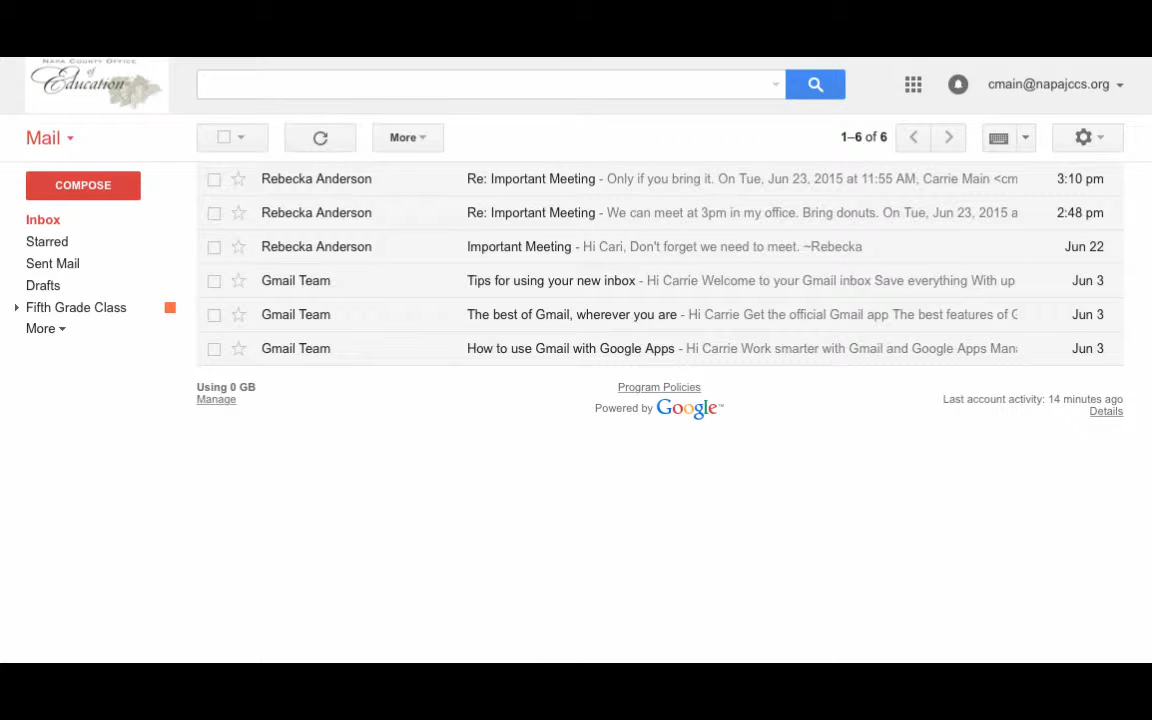 NAPA COUNTY OFFICE
of
Education
cmain@napajccs.org
Mail
More
1–6 of 6
COMPOSE
Inbox
Starred
Sent Mail
Drafts
Fifth Grade Class
More
Rebecka Anderson Re: Important Meeting - Only if you bring it. On Tue, Jun 23, 2015 at 11:55 AM, Carrie Main <cm 3:10 pm
Rebecka Anderson Re: Important Meeting - We can meet at 3pm in my office. Bring donuts. On Tue, Jun 23, 2015 a 2:48 pm
Rebecka Anderson Important Meeting - Hi Cari, Don't forget we need to meet. ~Rebecka Jun 22
Gmail Team Tips for using your new inbox - Hi Carrie Welcome to your Gmail inbox Save everything With up Jun 3
Gmail Team The best of Gmail, wherever you are - Hi Carrie Get the official Gmail app The best features of Jun 3
Gmail Team How to use Gmail with Google Apps - Hi Carrie Work smarter with Gmail and Google Apps Jun 3
Using 0 GB
Manage
Program Policies
Powered by Google™
Last account activity: 14 minutes ago
Details